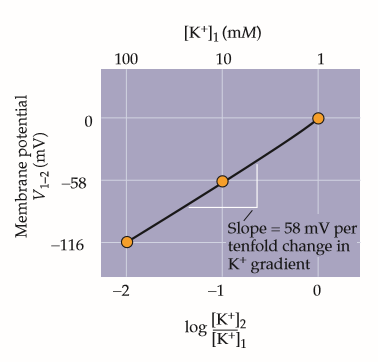 [K⁺]₁ (mM)
100 10 1
Membrane potential
V₁₋₂ (mV)
0
–58
–116
Slope = 58 mV per
tenfold change in
K⁺ gradient
–2 –1 0
log [K⁺]₂
[K⁺]₁